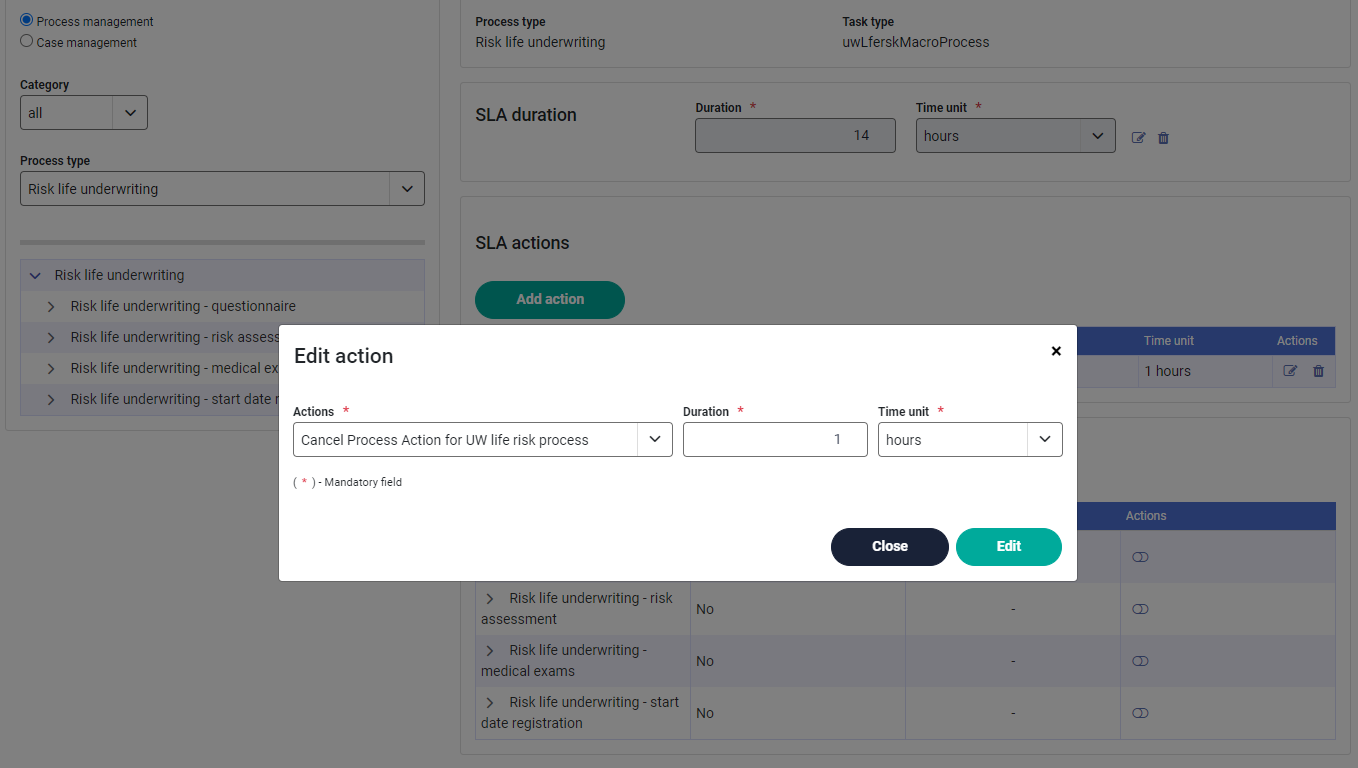 Process management
Case management
Category
all
Process type
Risk life underwriting
Risk life underwriting
Risk life underwriting - questionnaire
Risk life underwriting - risk assess
Risk life underwriting - medical ex
Risk life underwriting - start date r
Process type
Task type
Risk life underwriting
uwLferskMacroProcess
SLA duration
Duration *
Time unit *
14
hours
SLA actions
Add action
Time unit
Actions
1 hours
Edit action
×
Actions *
Duration *
Time unit *
Cancel Process Action for UW life risk process
1
hours
( * ) - Mandatory field
Close
Edit
Actions
Risk life underwriting - risk
assessment
No
-
Risk life underwriting -
medical exams
No
-
Risk life underwriting - start
date registration
No
-